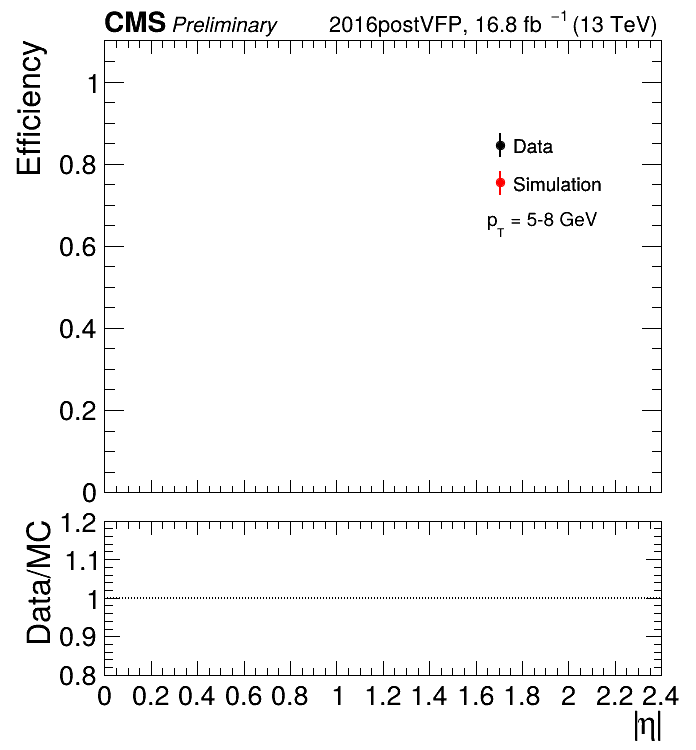 CMS Preliminary 2016postVFP, 16.8 fb⁻¹ (13 TeV)
Efficiency
1
0.8
0.6
0.4
0.2
0
Data
Simulation
p_T = 5-8 GeV
Data/MC
1.2
1.1
1
0.9
0.8
0 0.2 0.4 0.6 0.8 1 1.2 1.4 1.6 1.8 2 2.2 2.4
|η|